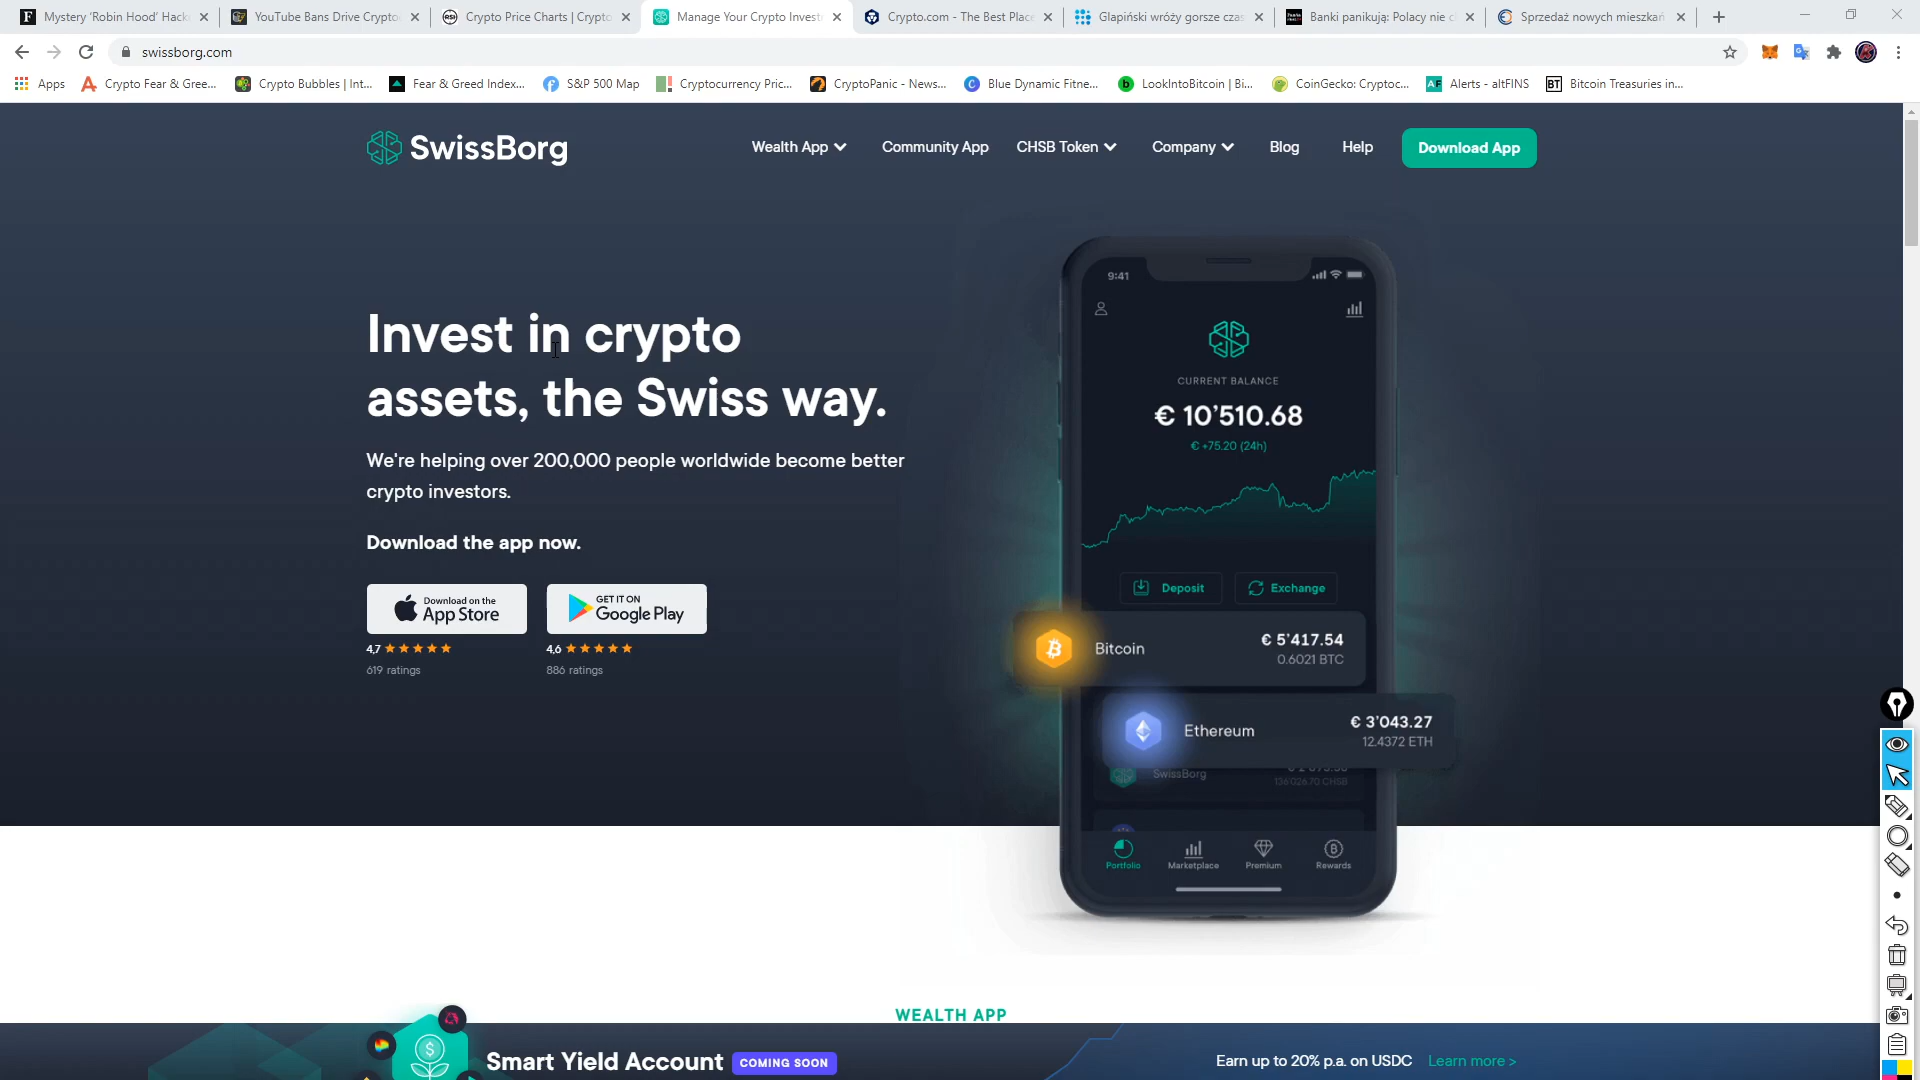 Mystery 'Robin Hood' Hack
YouTube Bans Drive Crypto
Crypto Price Charts | Crypto
Manage Your Crypto Invest
Crypto.com - The Best Place
Glapiński wróży gorsze czas
Banki panikują: Polacy nie c
Sprzedaż nowych mieszkań
swissborg.com
Apps
Crypto Fear & Gree...
Crypto Bubbles | Int...
Fear & Greed Index...
S&P 500 Map
Cryptocurrency Pric...
CryptoPanic - News...
Blue Dynamic Fitne...
LookIntoBitcoin | Bi...
CoinGecko: Cryptoc...
Alerts - altFINS
Bitcoin Treasuries in...
SwissBorg
Wealth App
Community App
CHSB Token
Company
Blog
Help
Download App
Invest in crypto
assets, the Swiss way.
We're helping over 200,000 people worldwide become better
crypto investors.
Download the app now.
Download on the
App Store
GET IT ON
Google Play
4,7
619 ratings
4,6
886 ratings
9:41
CURRENT BALANCE
€ 10'510.68
€ +75.20 (24h)
Deposit
Exchange
Bitcoin
€ 5'417.54
0.6021 BTC
Ethereum
€ 3'043.27
12.4372 ETH
SwissBorg
136'026.70 CHSB
Portfolio
Marketplace
Premium
Rewards
WEALTH APP
Smart Yield Account
COMING SOON
Earn up to 20% p.a. on USDC
Learn more >